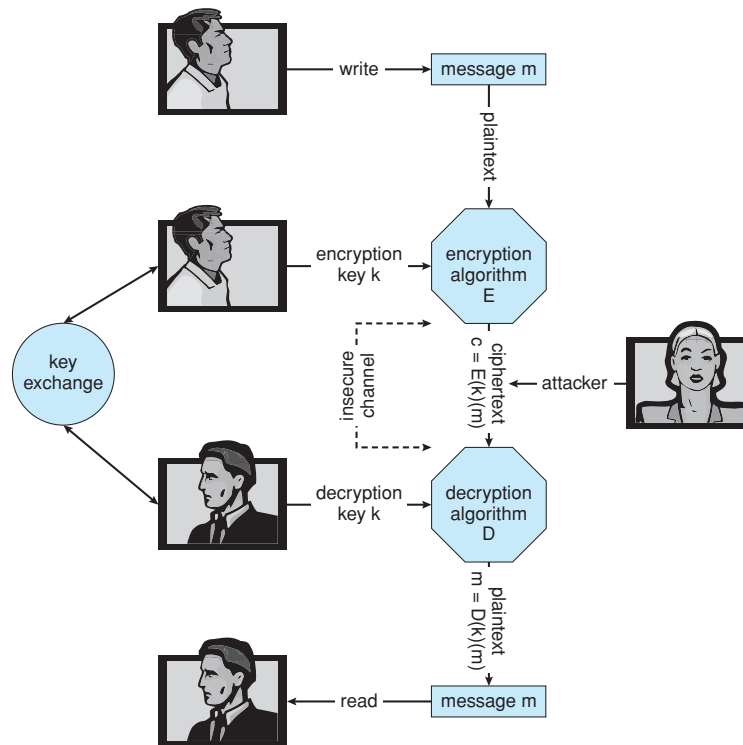 write
message m
plaintext
encryption
key k
encryption
algorithm
E
key
exchange
insecure
channel
ciphertext
c = E(k)(m)
attacker
decryption
key k
decryption
algorithm
D
plaintext
m = D(k)(m)
read
message m